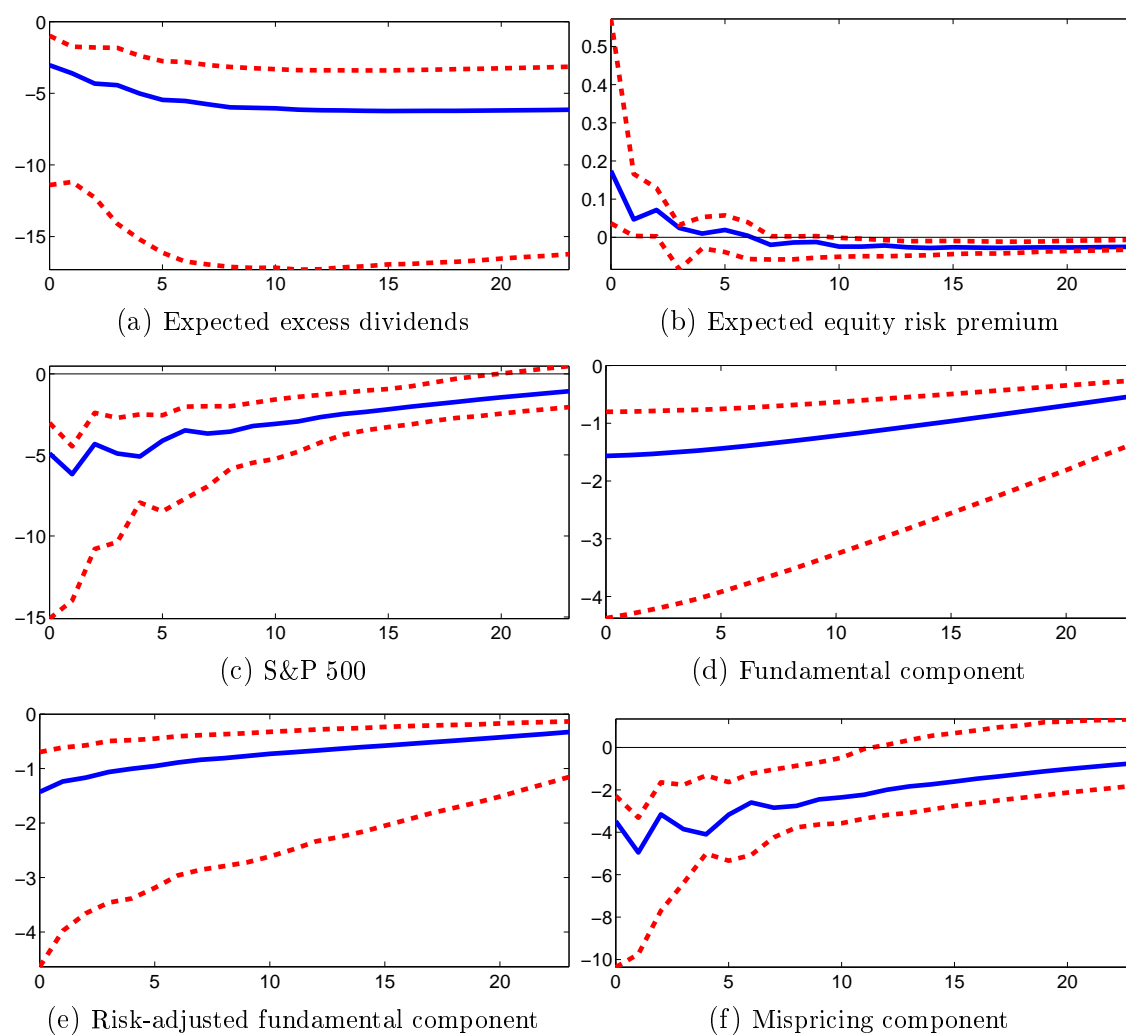 0
−5
−10
−15
0 5 10 15 20
(a) Expected excess dividends
0.5
0.4
0.3
0.2
0.1
0
0 5 10 15 20
(b) Expected equity risk premium
0
−5
−10
−15
0 5 10 15 20
(c) S&P 500
0
−1
−2
−3
−4
0 5 10 15 20
(d) Fundamental component
0
−1
−2
−3
−4
0 5 10 15 20
(e) Risk-adjusted fundamental component
0
−2
−4
−6
−8
−10
0 5 10 15 20
(f) Mispricing component